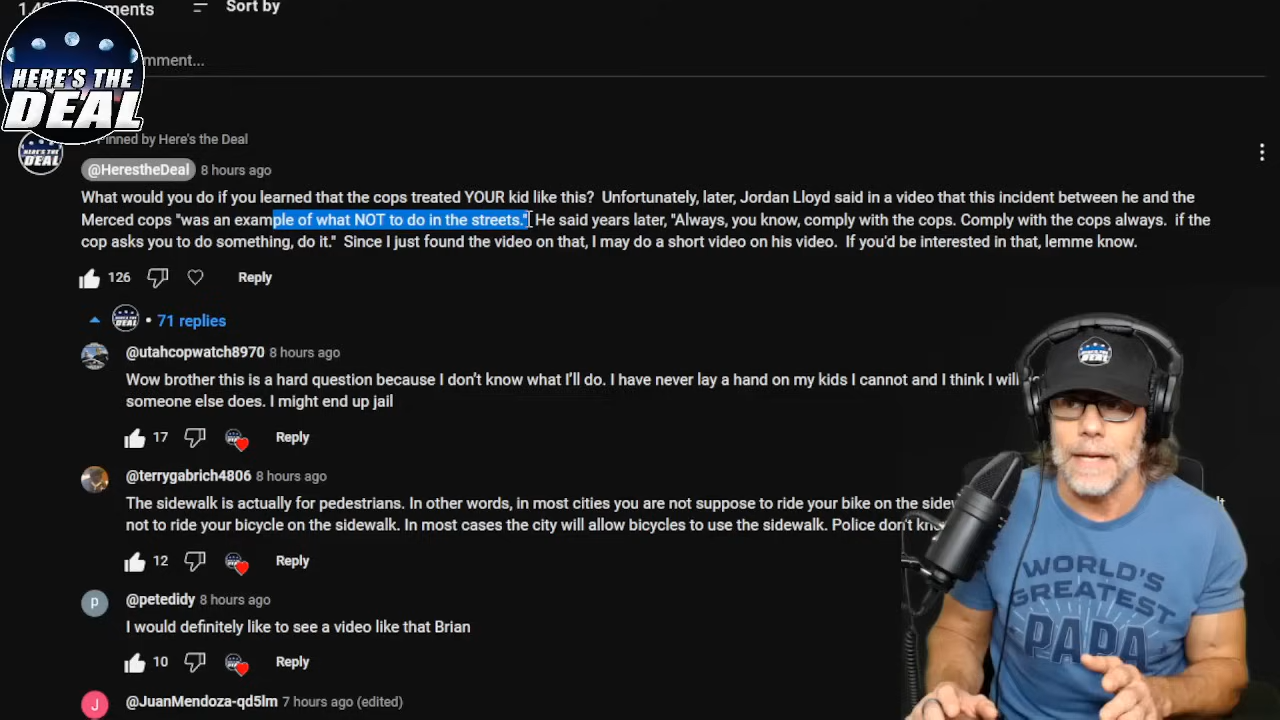 ments
Sort by
HERE'S THE
DEAL
mment...
Pinned by Here's the Deal
@HerestheDeal 8 hours ago
What would you do if you learned that the cops treated YOUR kid like this? Unfortunately, later, Jordan Lloyd said in a video that this incident between he and the
Merced cops "was an example of what NOT to do in the streets." He said years later, "Always, you know, comply with the cops. Comply with the cops always. if the
cop asks you to do something, do it." Since I just found the video on that, I may do a short video on his video. If you'd be interested in that, lemme know.
126 Reply
• 71 replies
@utahcopwatch8970 8 hours ago
Wow brother this is a hard question because I don't know what I'll do. I have never lay a hand on my kids I cannot and I think I will
someone else does. I might end up jail
17 Reply
@terrygabrich4806 8 hours ago
The sidewalk is actually for pedestrians. In other words, in most cities you are not suppose to ride your bike on the
not to ride your bicycle on the sidewalk. In most cases the city will allow bicycles to use the sidewalk. Police don't
12 Reply
P
@petedidy 8 hours ago
I would definitely like to see a video like that Brian
10 Reply
J
@JuanMendoza-qd5lm 7 hours ago (edited)
WORLD'S
GREATEST
PAPA